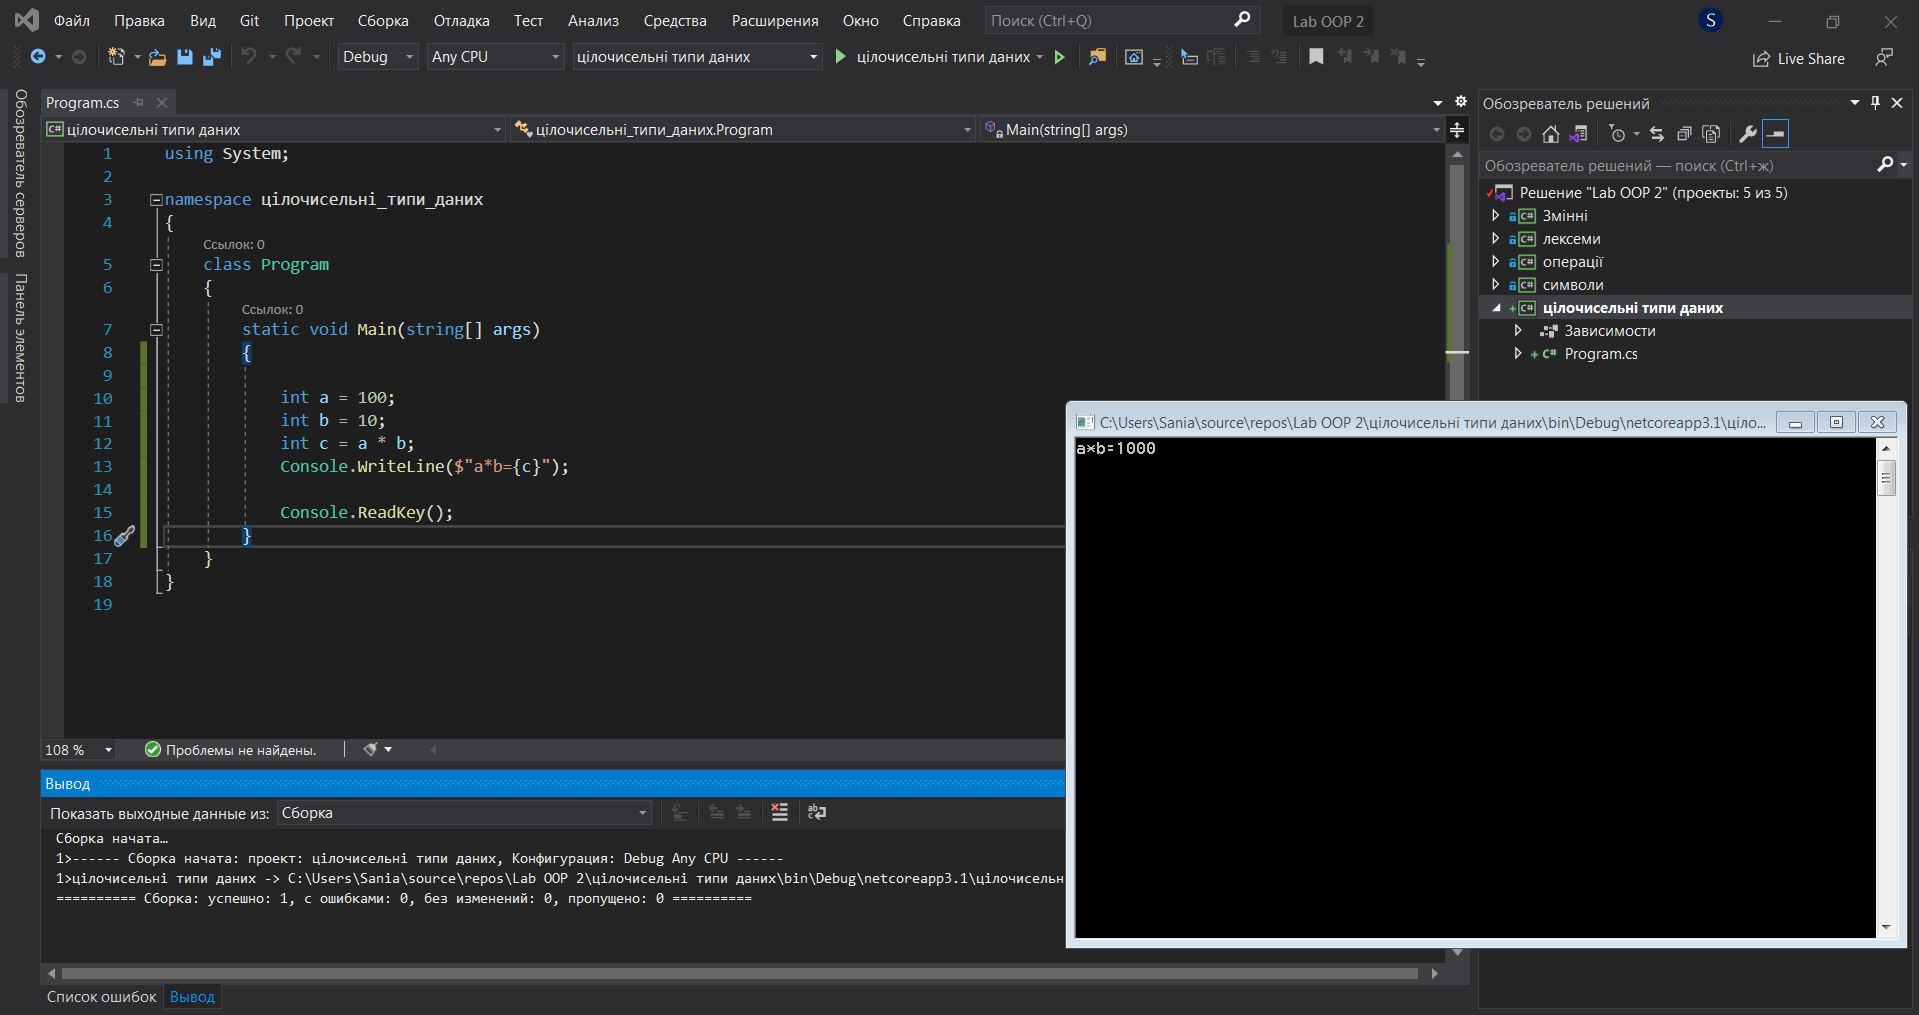 Файл Правка Вид Git Проект Сборка Отладка Тест Анализ Средства Расширения Окно Справка Поиск (Ctrl+Q) Lab OOP 2 S
Debug Any CPU цілочисельні типи даних цілочисельні типи даних Live Share
Обозреватель серверов
Панель элементов
Program.cs
C# цілочисельні типи даних цілочисельні_типи_даних.Program Main(string[] args)
1 using System;
2
3 namespace цілочисельні_типи_даних
4 {
Ссылок: 0
5 class Program
6 {
Ссылок: 0
7 static void Main(string[] args)
8 {
9
10 int a = 100;
11 int b = 10;
12 int c = a * b;
13 Console.WriteLine($"a*b={c}");
14
15 Console.ReadKey();
16 }
17 }
18 }
19
108 % Проблемы не найдены.
Вывод
Показать выходные данные из: Сборка
Сборка начата…
1>------ Сборка начата: проект: цілочисельні типи даних, Конфигурация: Debug Any CPU ------
1>цілочисельні типи даних -> C:\Users\Sania\source\repos\Lab OOP 2\цілочисельні типи даних\bin\Debug\netcoreapp3.1\цілочисельн
========== Сборка: успешно: 1, с ошибками: 0, без изменений: 0, пропущено: 0 ==========
Список ошибок Вывод
Обозреватель решений
Обозреватель решений — поиск (Ctrl+ж)
Решение "Lab OOP 2" (проекты: 5 из 5)
C# Змінні
C# лексеми
C# операції
C# символи
C# цілочисельні типи даних
Зависимости
C# Program.cs
C:\Users\Sania\source\repos\Lab OOP 2\цілочисельні типи даних\bin\Debug\netcoreapp3.1\ціло...
a*b=1000